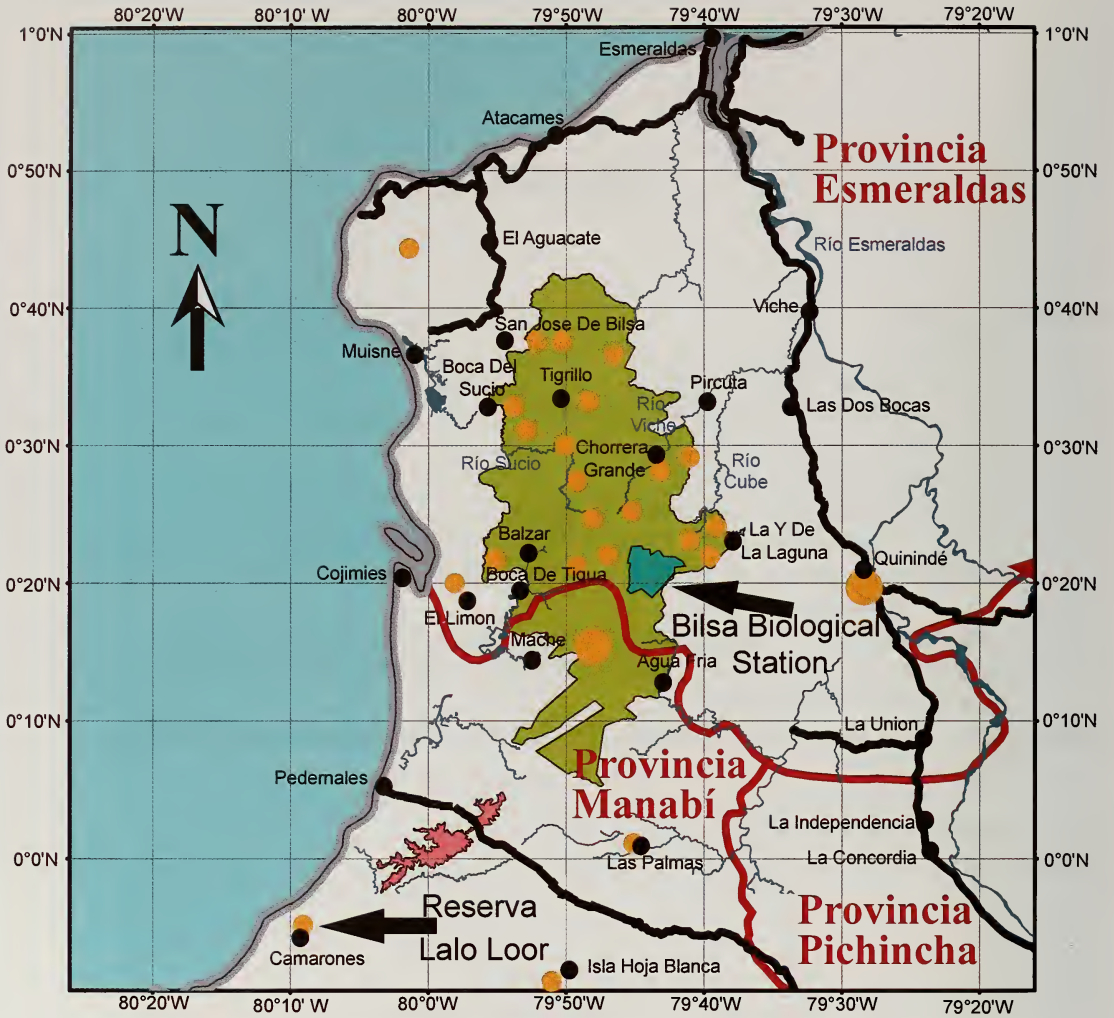 80°20' W 80°10' W 80°0' W 79°50' W 79°40' W 79°30' W 79°20' W
1°0'N
1°0'N
Esmeraldas
Atacames
Provincia
Esmeraldas
0°50'N
0°50'N
N
El Aguacate
Río Esmeraldas
0°40'N
0°40'N
Viche
San Jose De Bilsa
Muisne
Boca Del
Sucio
Tigrillo
Pircuta
Río
Viche
Las Dos Bocas
0°30'N
0°30'N
Chorrera
Grande
Río Sucio
Río
Cube
Balzar
La Y De
La Laguna
Quinindé
Cojimies
Boca De Tigua
0°20'N
0°20'N
El Limon
Bilsa Biological
Station
Mache
Agua Fria
0°10'N
0°10'N
La Union
Provincia
Manabí
Pedernales
La Independencia
La Concordia
0°0'N
0°0'N
Las Palmas
Reserva
Lalo Loor
Provincia
Pichincha
Camarones
Isla Hoja Blanca
80°20' W 80°10' W 80°0' W 79°50'W 79°40' W 79°30' W 79°20' W